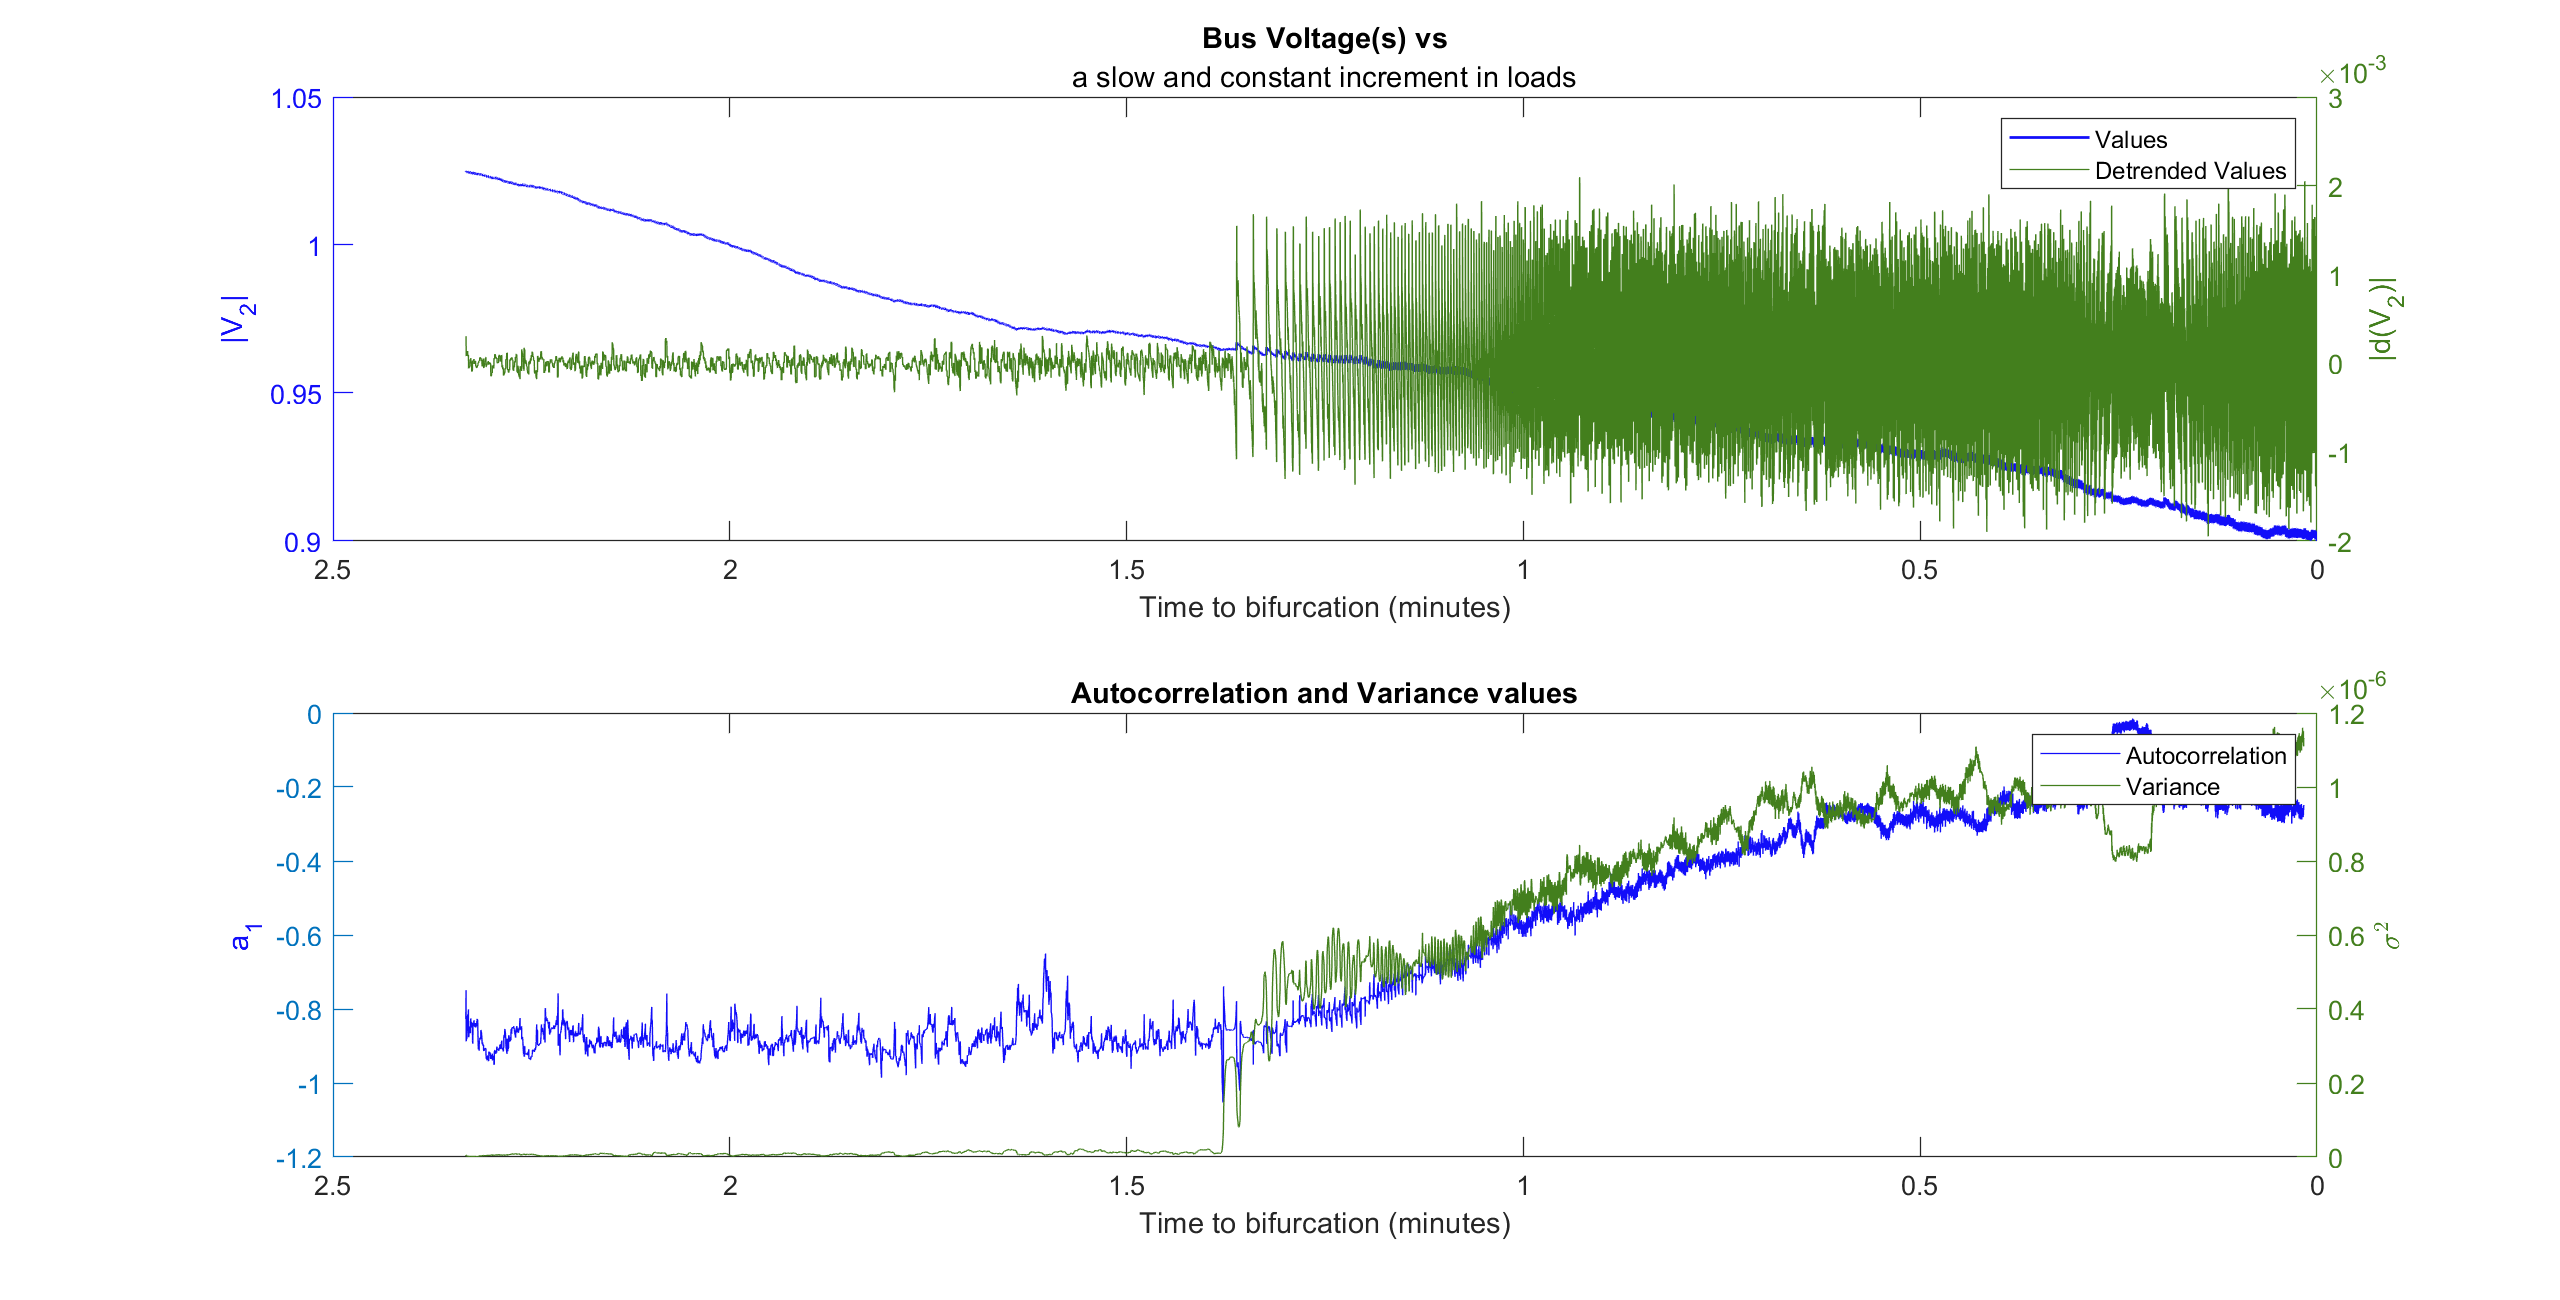 Bus Voltage(s) vs
a slow and constant increment in loads
×10-3
1.05
1
0.95
0.9
|V2|
3
2
1
0
-1
-2
|d(V2)|
Values
Detrended Values
2.5 2 1.5 1 0.5 0
Time to bifurcation (minutes)
Autocorrelation and Variance values
×10-6
0
-0.2
-0.4
-0.6
-0.8
-1
-1.2
a1
1.2
1
0.8
0.6
0.4
0.2
0
σ2
Autocorrelation
Variance
2.5 2 1.5 1 0.5 0
Time to bifurcation (minutes)